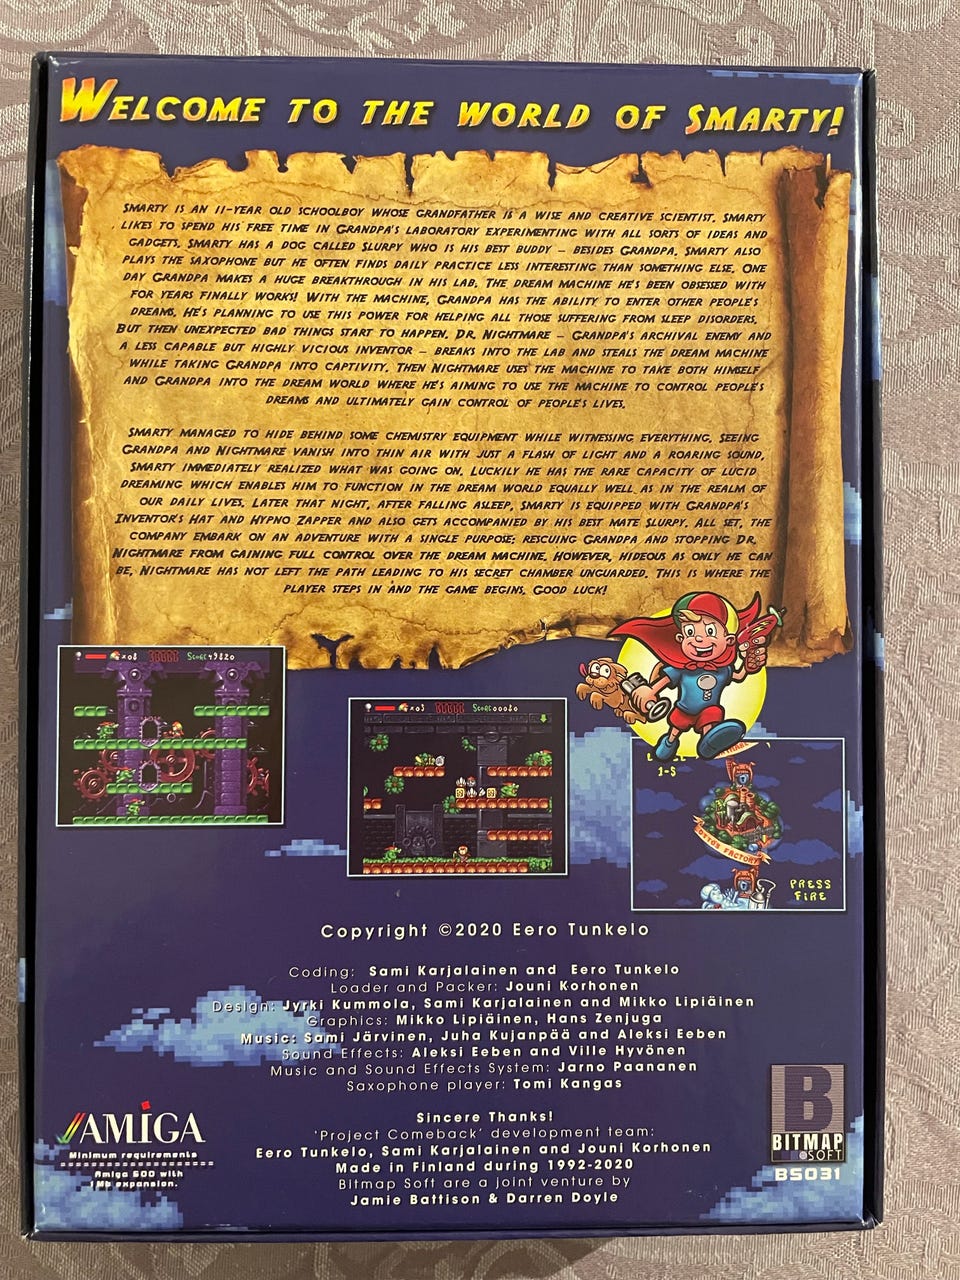 WELCOME TO THE WORLD OF SMARTY!
SMARTY IS AN 11-YEAR OLD SCHOOLBOY WHOSE GRANDFATHER IS A WISE AND CREATIVE SCIENTIST. SMARTY
LIKES TO SPEND HIS FREE TIME IN GRANDPA'S LABORATORY EXPERIMENTING WITH ALL SORTS OF IDEAS AND
GADGETS. SMARTY HAS A DOG CALLED SLURPY WHO IS HIS BEST BUDDY – BESIDES GRANDPA. SMARTY ALSO
PLAYS THE SAXOPHONE BUT HE OFTEN FINDS DAILY PRACTICE LESS INTERESTING THAN SOMETHING ELSE. ONE
DAY GRANDPA MAKES A HUGE BREAKTHROUGH IN HIS LAB. THE DREAM MACHINE HE'S BEEN OBSESSED WITH
FOR YEARS FINALLY WORKS! WITH THE MACHINE, GRANDPA HAS THE ABILITY TO ENTER OTHER PEOPLE'S
DREAMS. HE'S PLANNING TO USE THIS POWER FOR HELPING ALL THOSE SUFFERING FROM SLEEP DISORDERS.
BUT THEN UNEXPECTED BAD THINGS START TO HAPPEN. DR. NIGHTMARE – GRANDPA'S ARCHIVAL ENEMY AND
A LESS CAPABLE BUT HIGHLY VICIOUS INVENTOR – BREAKS INTO THE LAB AND STEALS THE DREAM MACHINE
WHILE TAKING GRANDPA INTO CAPTIVITY. THEN NIGHTMARE USES THE MACHINE TO TAKE BOTH HIMSELF
AND GRANDPA INTO THE DREAM WORLD WHERE HE'S AIMING TO USE THE MACHINE TO CONTROL PEOPLE'S
DREAMS AND ULTIMATELY GAIN CONTROL OF PEOPLE'S LIVES.
SMARTY MANAGED TO HIDE BEHIND SOME CHEMISTRY EQUIPMENT WHILE WITNESSING EVERYTHING. SEEING
GRANDPA AND NIGHTMARE VANISH INTO THIN AIR WITH JUST A FLASH OF LIGHT AND A ROARING SOUND,
SMARTY IMMEDIATELY REALIZED WHAT WAS GOING ON. LUCKILY HE HAS THE RARE CAPACITY OF LUCID
DREAMING WHICH ENABLES HIM TO FUNCTION IN THE DREAM WORLD EQUALLY WELL AS IN THE REALM OF
OUR DAILY LIVES. LATER THAT NIGHT, AFTER FALLING ASLEEP, SMARTY IS EQUIPPED WITH GRANDPA'S
INVENTOR'S HAT AND HYPNO ZAPPER AND ALSO GETS ACCOMPANIED BY HIS BEST MATE SLURPY. ALL SET, THE
COMPANY EMBARK ON AN ADVENTURE WITH A SINGLE PURPOSE: RESCUING GRANDPA AND STOPPING DR.
NIGHTMARE FROM GAINING FULL CONTROL OVER THE DREAM MACHINE. HOWEVER, HIDEOUS AS ONLY HE CAN
BE, NIGHTMARE HAS NOT LEFT THE PATH LEADING TO HIS SECRET CHAMBER UNGUARDED. THIS IS WHERE THE
PLAYER STEPS IN AND THE GAME BEGINS. GOOD LUCK!
×08 SCORE 49820
×03 SCORE 00080
1-5
OTTO'S FACTORY
PRESS
FIRE
Copyright ©2020 Eero Tunkelo
Coding: Sami Karjalainen and Eero Tunkelo
Loader and Packer: Jouni Korhonen
Design: Jyrki Kummola, Sami Karjalainen and Mikko Lipiäinen
Graphics: Mikko Lipiäinen, Hans Zenjuga
Music: Sami Järvinen, Juha Kujanpää and Aleksi Eeben
Sound Effects: Aleksi Eeben and Ville Hyvönen
Music and Sound Effects System: Jarno Paananen
Saxophone player: Tomi Kangas
Sincere Thanks!
'Project Comeback' development team:
Eero Tunkelo, Sami Karjalainen and Jouni Korhonen
Made in Finland during 1992-2020
Bitmap Soft are a joint venture by
Jamie Battison & Darren Doyle
AMIGA
Minimum requirements
Amiga 500 with
1 Mb expansion.
B
BITMAP
SOFT
BS031